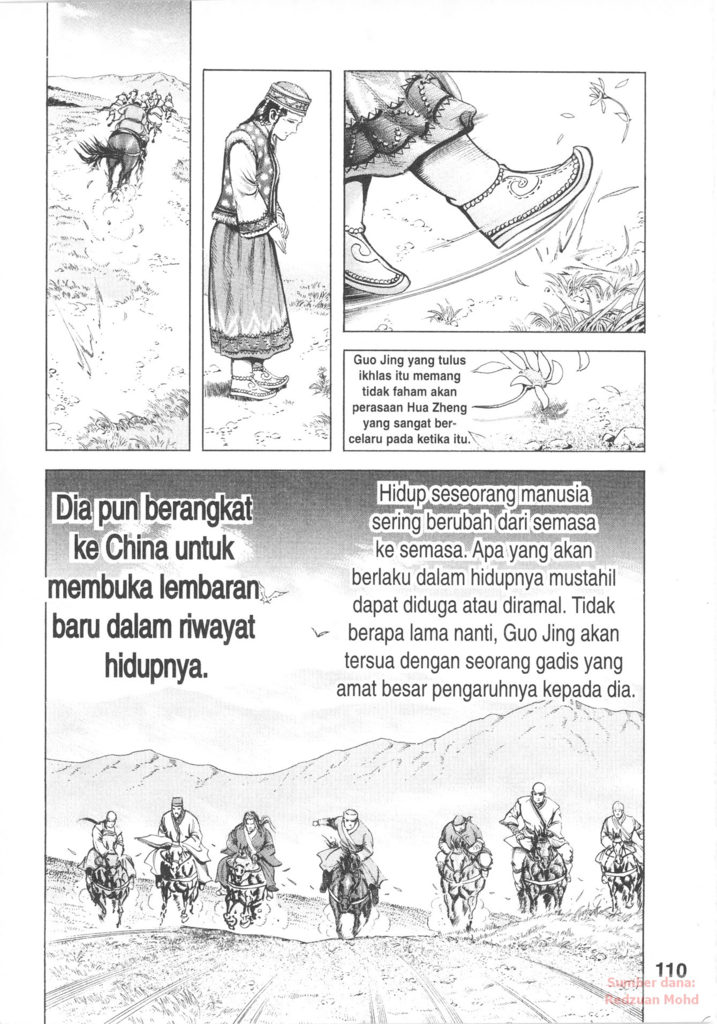 Guo Jing yang tulus
ikhlas itu memang
tidak faham akan
perasaan Hua Zheng
yang sangat ber-
celaru pada ketika itu.
Dia pun berangkat
ke China untuk
membuka lembaran
baru dalam riwayat
hidupnya.
Hidup seseorang manusia
sering berubah dari semasa
ke semasa. Apa yang akan
berlaku dalam hidupnya mustahil
dapat diduga atau diramal. Tidak
berapa lama nanti, Guo Jing akan
tersua dengan seorang gadis yang
amat besar pengaruhnya kepada dia.
110
Sumber dana:
Redzuan Mohd